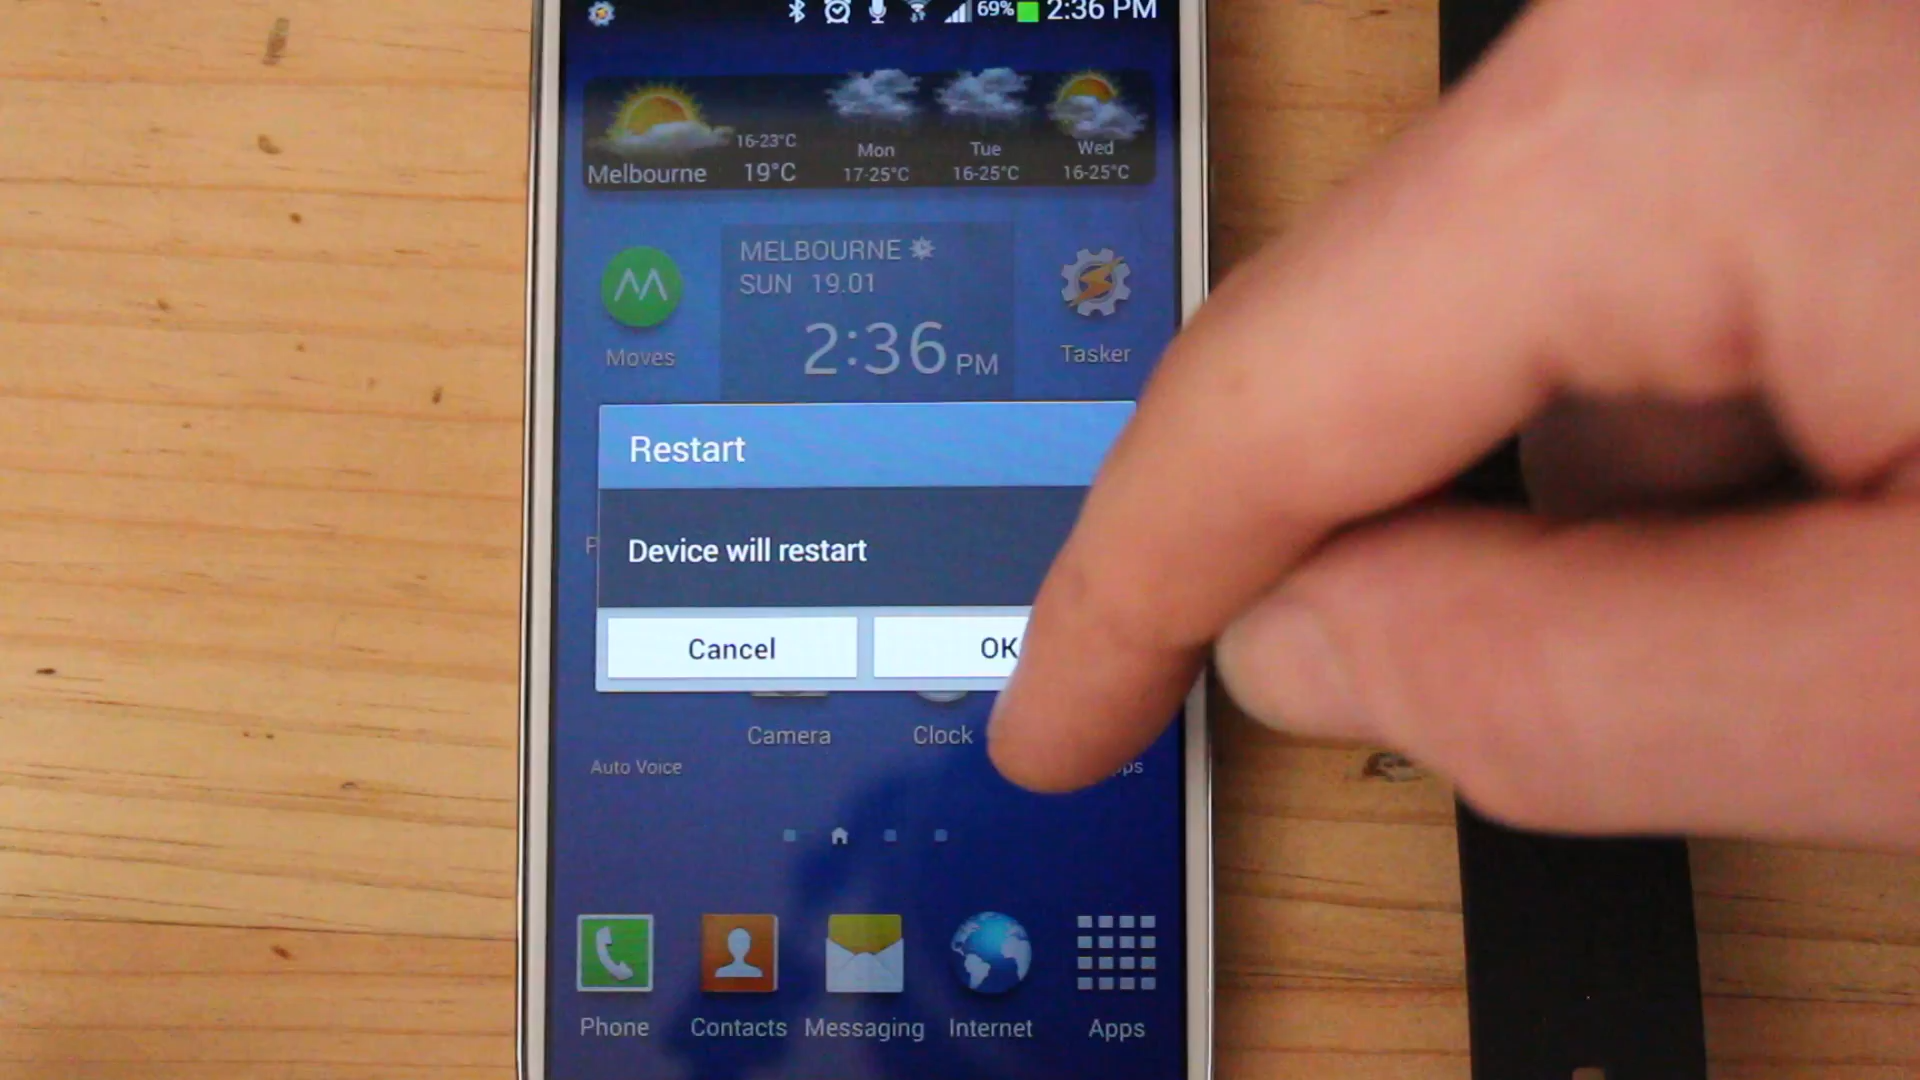 69% 2:36 PM
16-23°C
Melbourne 19°C
Mon
17-25°C
Tue
16-25°C
Wed
16-25°C
MELBOURNE
SUN 19.01
2:36 PM
Moves
Tasker
Restart
Device will restart
Cancel
OK
Camera
Clock
Auto Voice
Phone
Contacts
Messaging
Internet
Apps